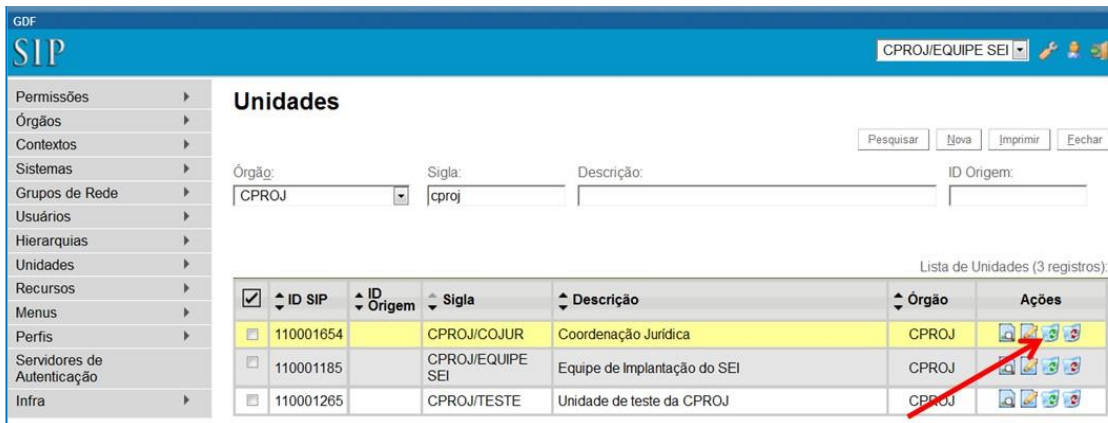 GDF
SIP
CPROJ/EQUIPE SEI
Permissões
Órgãos
Contextos
Sistemas
Grupos de Rede
Usuários
Hierarquias
Unidades
Recursos
Menus
Perfis
Servidores de
Autenticação
Infra
Unidades
Pesquisar Nova Imprimir Fechar
Órgão: Sigla: Descrição: ID Origem:
CPROJ cproj
Lista de Unidades (3 registros):
ID SIP ID Origem Sigla Descrição Órgão Ações
110001654 CPROJ/COJUR Coordenação Jurídica CPROJ
110001185 CPROJ/EQUIPE SEI Equipe de Implantação do SEI CPROJ
110001265 CPROJ/TESTE Unidade de teste da CPROJ CPROJ